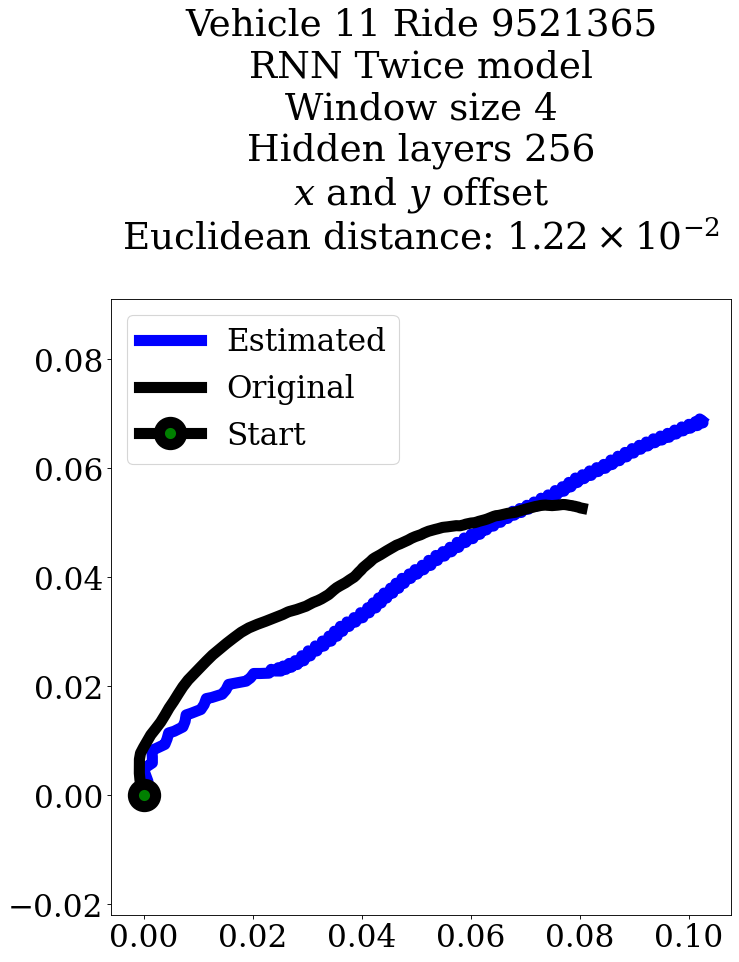 Vehicle 11 Ride 9521365
RNN Twice model
Window size 4
Hidden layers 256
x and y offset
Euclidean distance: 1.22 × 10⁻²
Estimated
Original
Start
0.08
0.06
0.04
0.02
0.00
−0.02
0.00 0.02 0.04 0.06 0.08 0.10